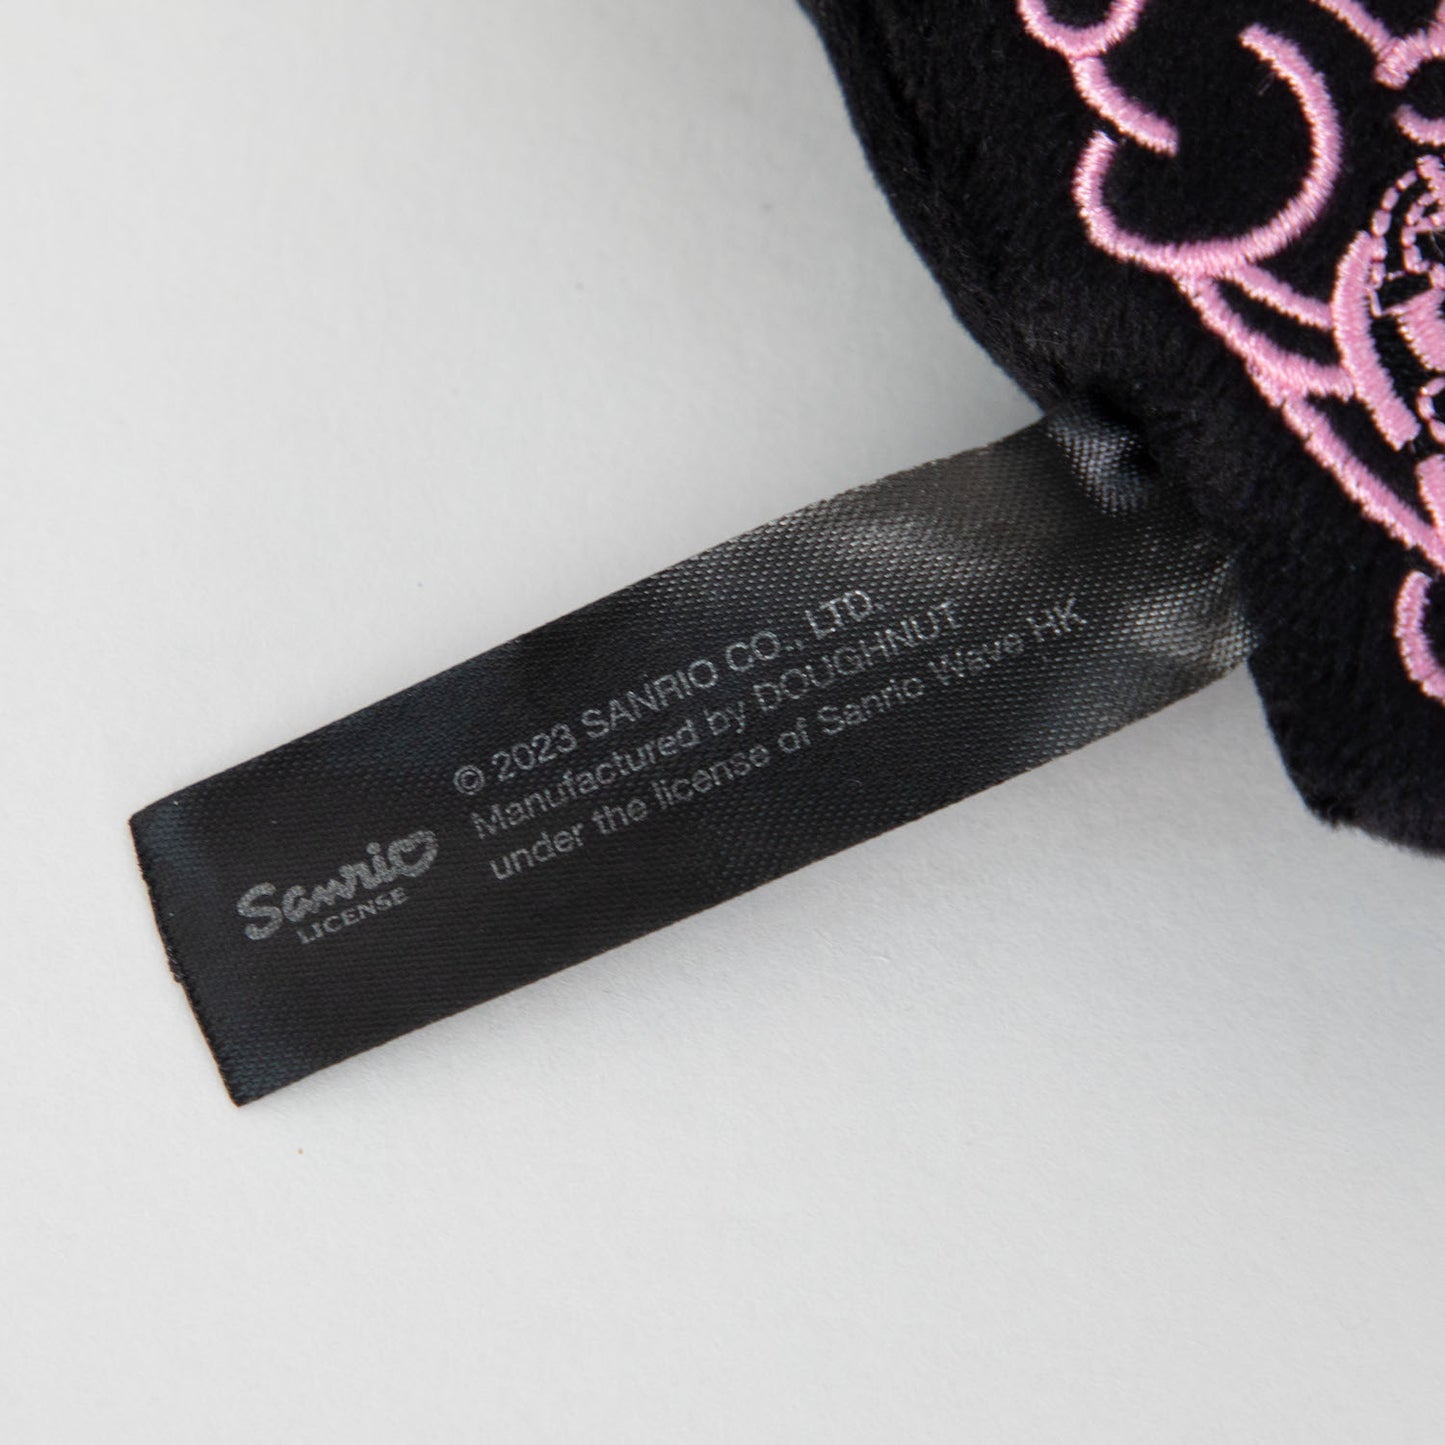 Sanrio
LICENSE
© 2023 SANRIO CO., LTD.
Manufactured by DOUGHNUT
under the license of Sanrio Wave HK